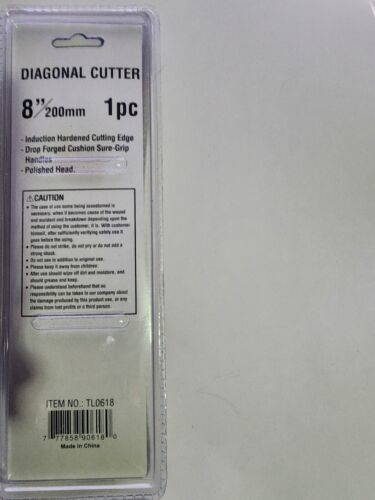 DIAGONAL CUTTER
8"/200mm 1pc
- Induction Hardened Cutting Edge
- Drop Forged Cushion Sure-Grip
Handles
- Polished Head.
⚠CAUTION
● The case of use some being accustomed is
necessary, when it becomes cause of the wound
and accident and breakdown depending upon the
method of using the customer, it is. With customer
himself, after sufficiently verifying safely use it
goes before the using.
● Please do not strike, do not pry or do not add a
strong shock.
● Do not use in addition to original use.
● Please keep it away from children.
● After use should wipe off dirt and moisture, and
should grease and keep.
● Please understand beforehand that no
responsibility can be taken in our company about
the damage produced by this product use, or any
claims from lost profits or a third person.
ITEM NO.: TL0618
7 77858 90618 0
Made in China